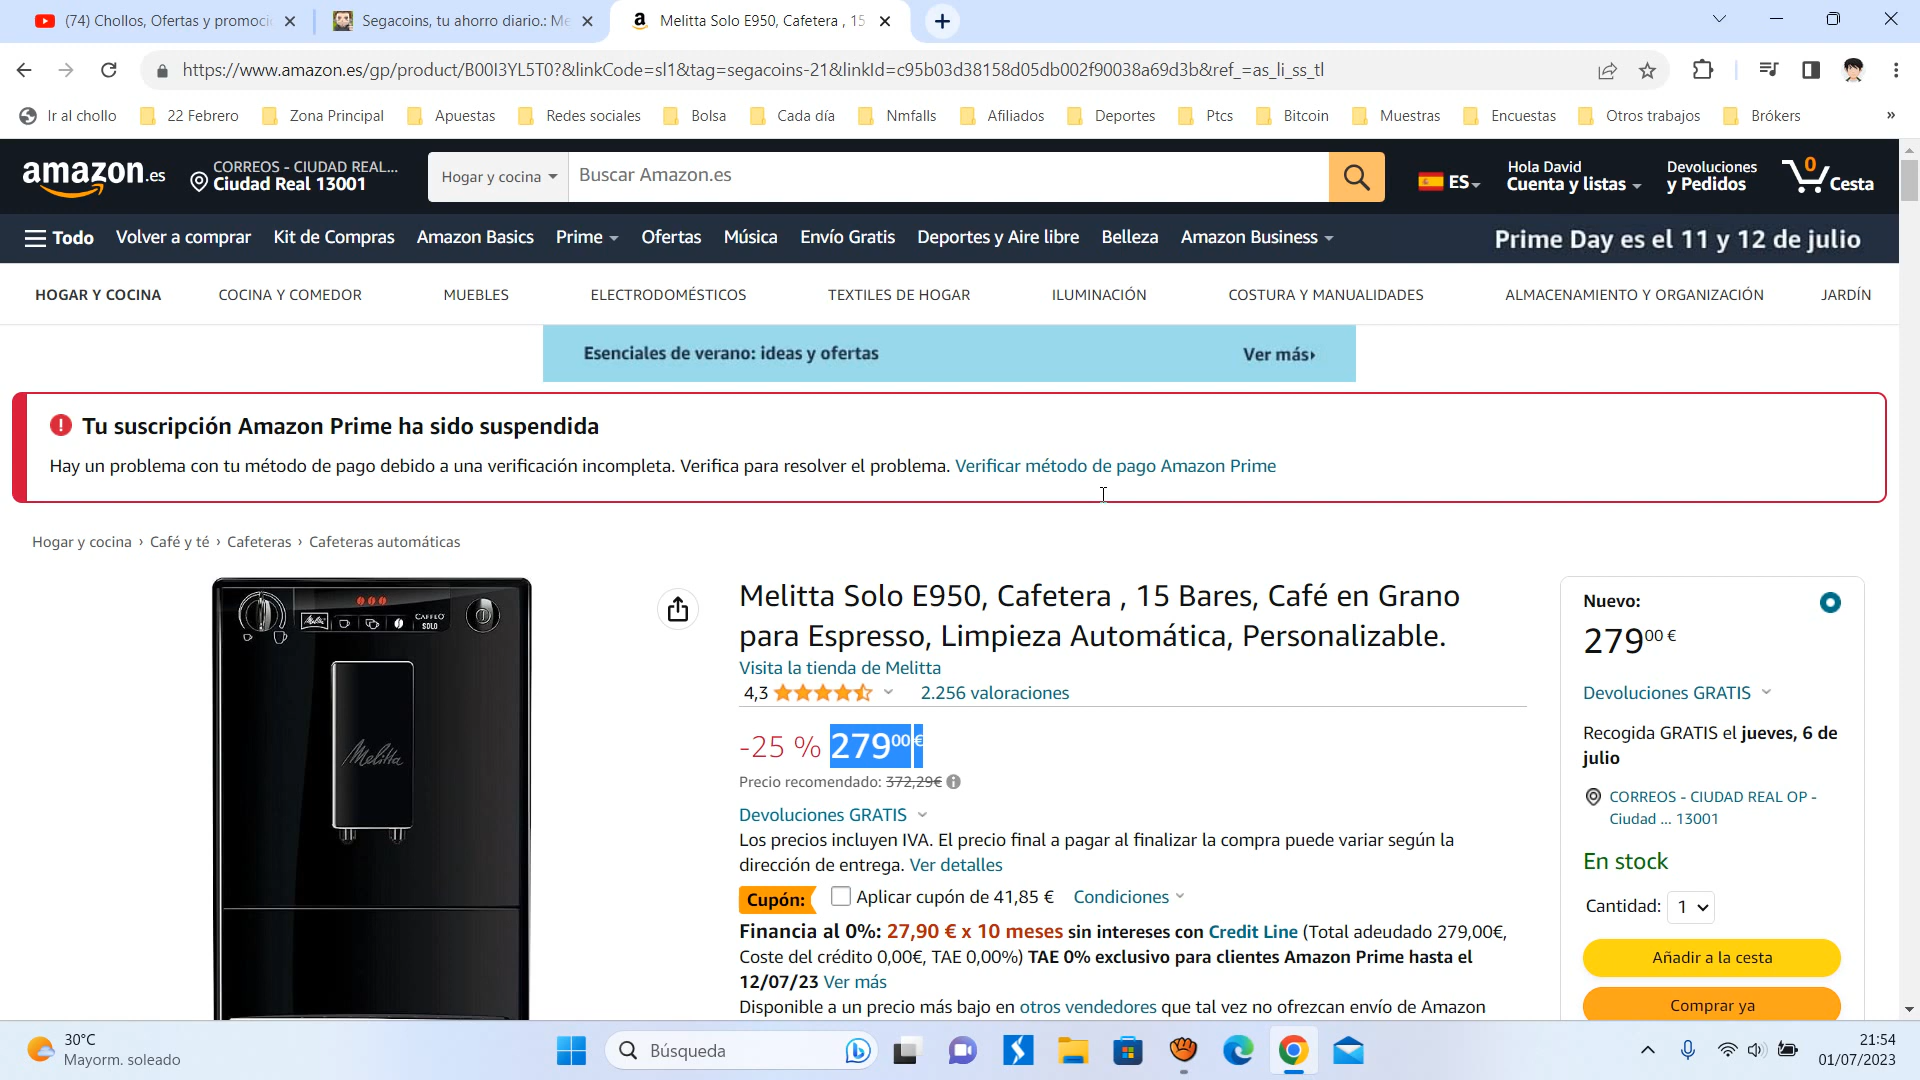 (74) Chollos, Ofertas y promoci
Segacoins, tu ahorro diario.: Me
Melitta Solo E950, Cafetera , 15
https://www.amazon.es/gp/product/B00I3YL5T0?&linkCode=sl1&tag=segacoins-21&linkId=c95b03d38158d05db002f90038a69d3b&ref_=as_li_ss_tl
Ir al chollo 22 Febrero Zona Principal Apuestas Redes sociales Bolsa Cada día Nmfalls Afiliados Deportes Ptcs Bitcoin Muestras Encuestas Otros trabajos Brókers »
amazon.es
CORREOS - CIUDAD REAL...
Ciudad Real 13001
Hogar y cocina
Buscar Amazon.es
ES
Hola David
Cuenta y listas
Devoluciones
y Pedidos
0
Cesta
Todo Volver a comprar Kit de Compras Amazon Basics Prime Ofertas Música Envío Gratis Deportes y Aire libre Belleza Amazon Business
Prime Day es el 11 y 12 de julio
HOGAR Y COCINA COCINA Y COMEDOR MUEBLES ELECTRODOMÉSTICOS TEXTILES DE HOGAR ILUMINACIÓN COSTURA Y MANUALIDADES ALMACENAMIENTO Y ORGANIZACIÓN JARDÍN
Esenciales de verano: ideas y ofertas
Ver más›
Tu suscripción Amazon Prime ha sido suspendida
Hay un problema con tu método de pago debido a una verificación incompleta. Verifica para resolver el problema. Verificar método de pago Amazon Prime
Hogar y cocina › Café y té › Cafeteras › Cafeteras automáticas
Melitta
CAFFEO
SOLO
Melitta
Melitta Solo E950, Cafetera , 15 Bares, Café en Grano
para Espresso, Limpieza Automática, Personalizable.
Visita la tienda de Melitta
4,3
2.256 valoraciones
-25 % 27900€
Precio recomendado: 372,29€
Devoluciones GRATIS
Los precios incluyen IVA. El precio final a pagar al finalizar la compra puede variar según la
dirección de entrega. Ver detalles
Cupón:
Aplicar cupón de 41,85 €
Condiciones
Financia al 0%: 27,90 € x 10 meses sin intereses con Credit Line (Total adeudado 279,00€,
Coste del crédito 0,00€, TAE 0,00%) TAE 0% exclusivo para clientes Amazon Prime hasta el
12/07/23 Ver más
Disponible a un precio más bajo en otros vendedores que tal vez no ofrezcan envío de Amazon
Nuevo:
27900 €
Devoluciones GRATIS
Recogida GRATIS el jueves, 6 de
julio
CORREOS - CIUDAD REAL OP -
Ciudad ... 13001
En stock
Cantidad: 1
Añadir a la cesta
Comprar ya
30°C
Mayorm. soleado
Búsqueda
21:54
01/07/2023